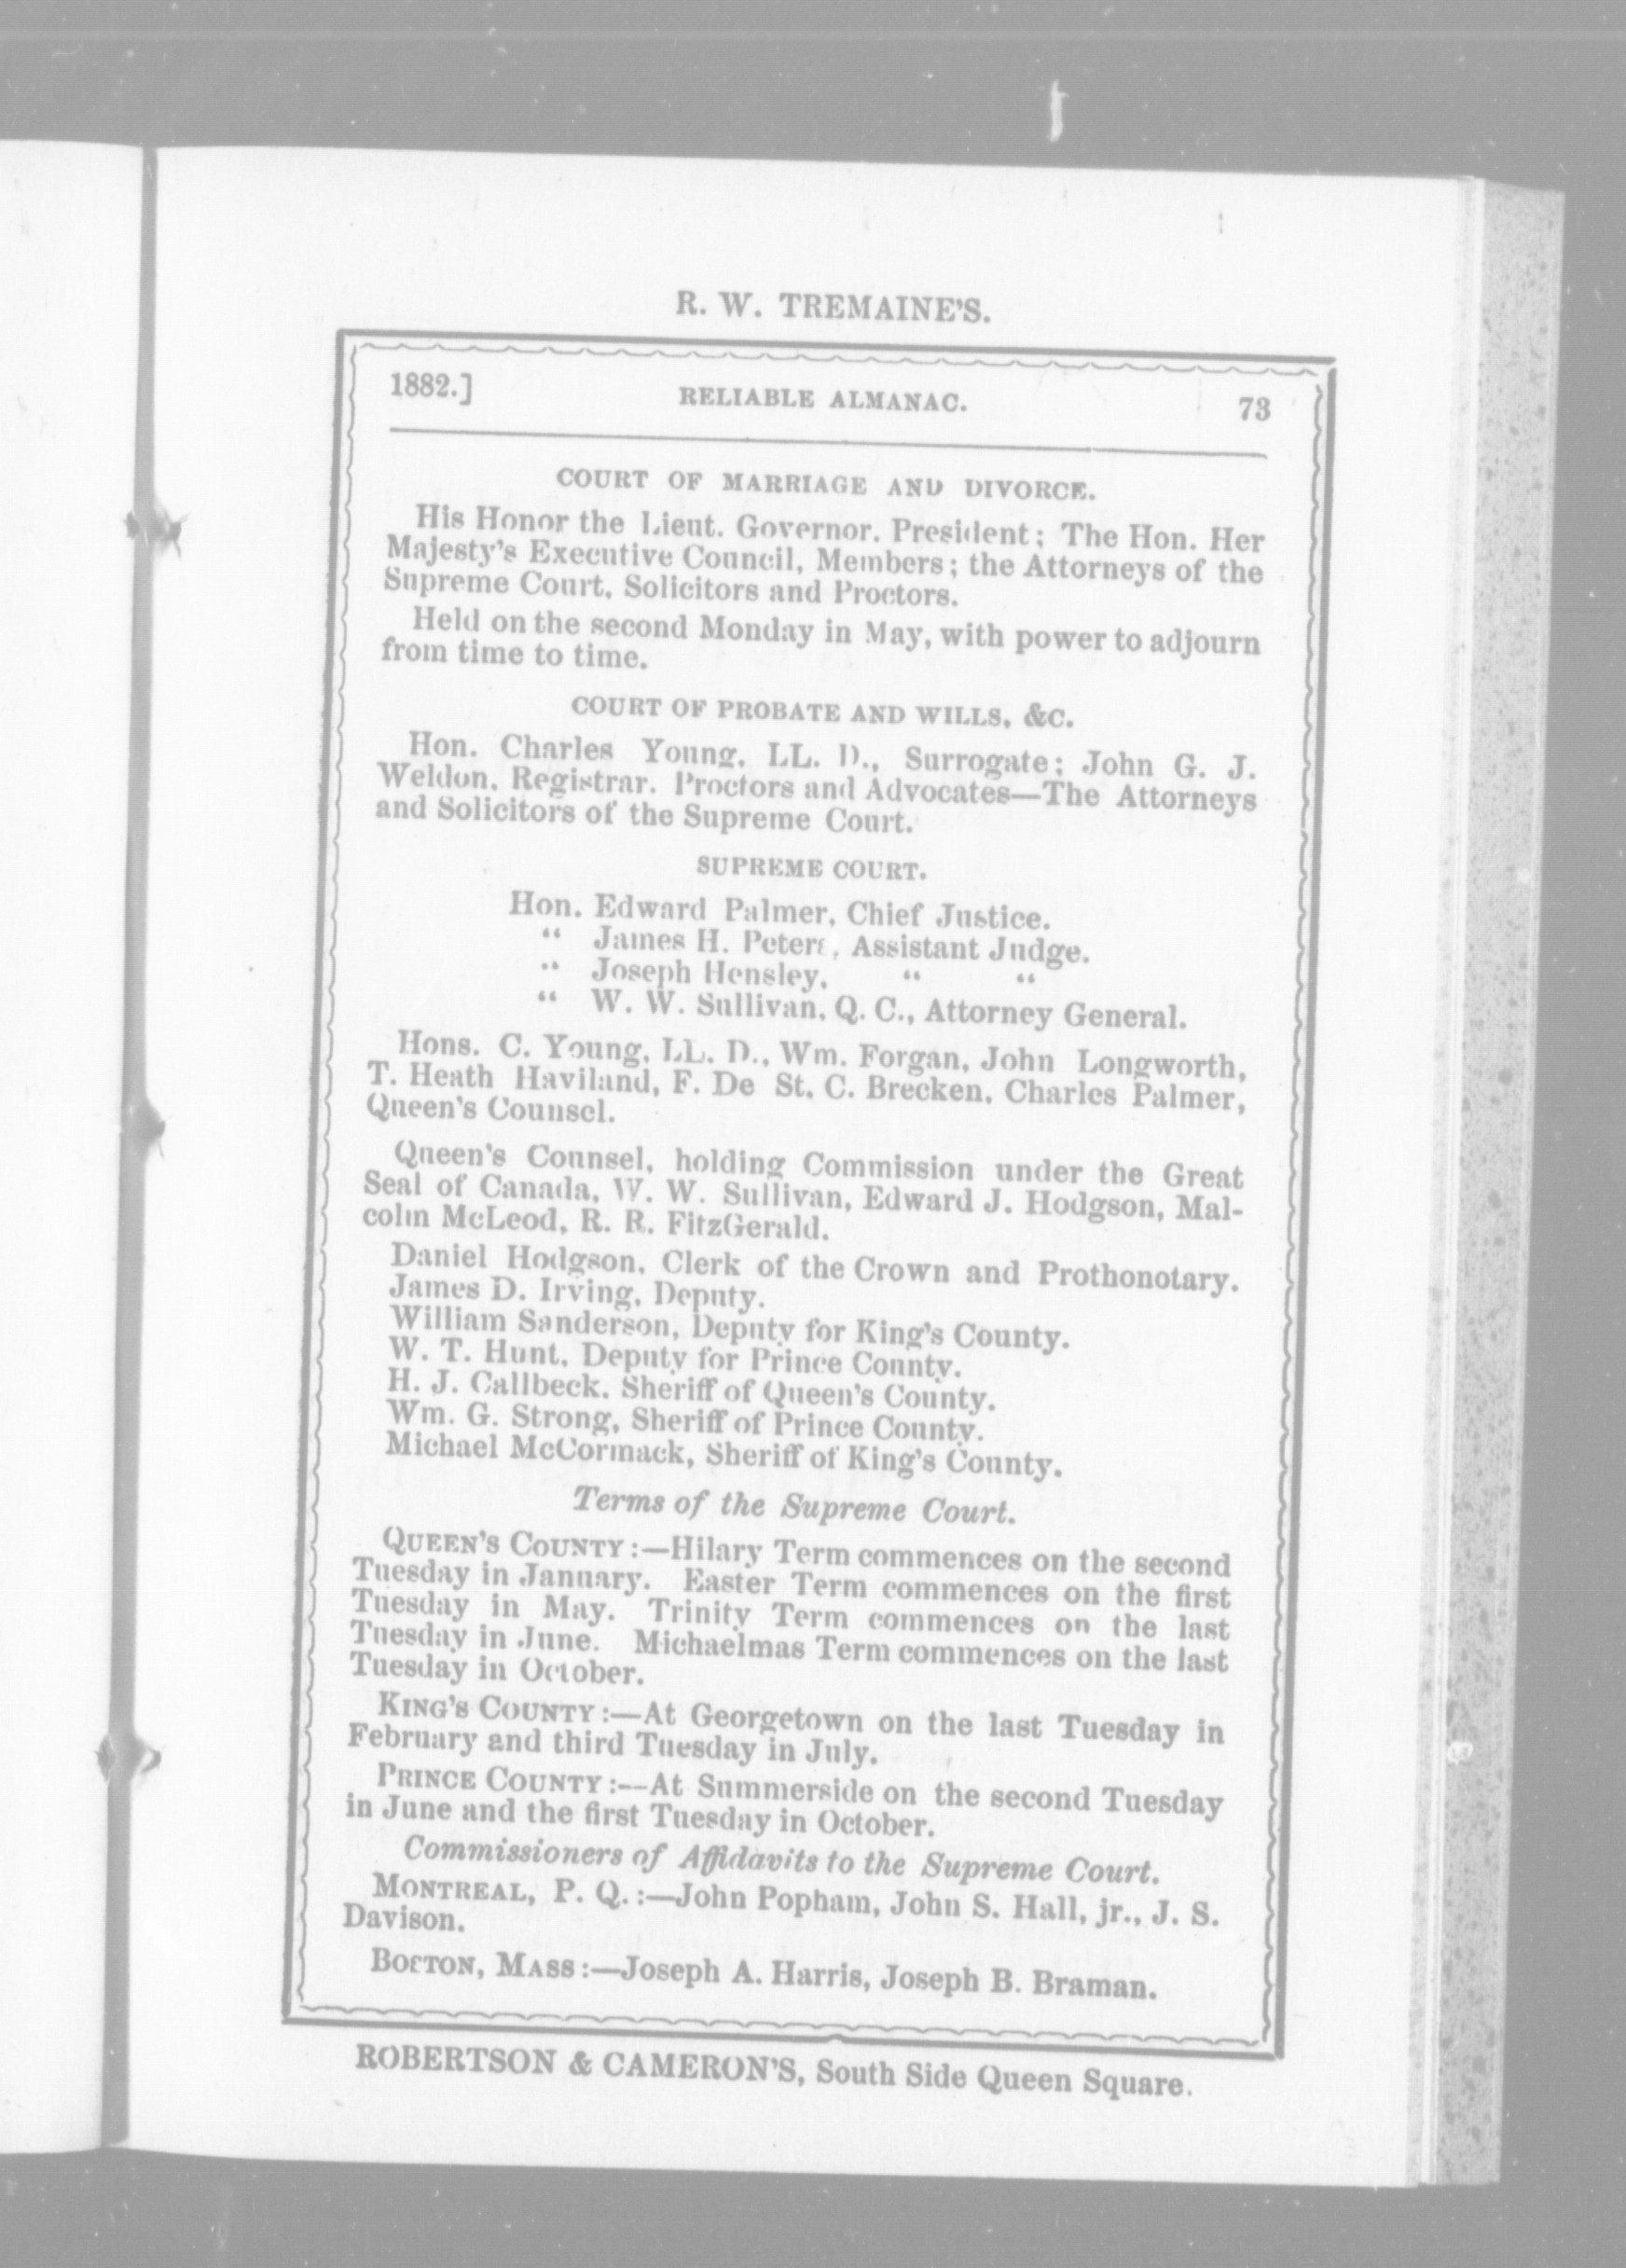 R. W. TREMAINE'S.
1882.] RELIABLE ALMANAC. 73
COURT OF MARRIAGE AND DIVORCE.
His Honor the Lieut. Governor. President; The Hon. Her
Majesty's Executive Council, Members; the Attorneys of the
Supreme Court, Solicitors and Proctors.
Held on the second Monday in May, with power to adjourn
from time to time.
COURT OF PROBATE AND WILLS, &C.
Hon. Charles Young, LL. D., Surrogate; John G. J.
Weldon, Registrar. Proctors and Advocates—The Attorneys
and Solicitors of the Supreme Court.
SUPREME COURT.
Hon. Edward Palmer, Chief Justice.
" James H. Peters, Assistant Judge.
" Joseph Hensley, " "
" W. W. Sullivan, Q. C., Attorney General.
Hons. C. Young, LL. D., Wm. Forgan, John Longworth,
T. Heath Haviland, F. De St. C. Brecken, Charles Palmer,
Queen's Counsel.
Queen's Counsel, holding Commission under the Great
Seal of Canada, W. W. Sullivan, Edward J. Hodgson, Mal-
colm McLeod, R. R. FitzGerald.
Daniel Hodgson, Clerk of the Crown and Prothonotary.
James D. Irving, Deputy.
William Sanderson, Deputy for King's County.
W. T. Hunt, Deputy for Prince County.
H. J. Callbeck, Sheriff of Queen's County.
Wm. G. Strong, Sheriff of Prince County.
Michael McCormack, Sheriff of King's County.
Terms of the Supreme Court.
QUEEN'S COUNTY:—Hilary Term commences on the second
Tuesday in January. Easter Term commences on the first
Tuesday in May. Trinity Term commences on the last
Tuesday in June. Michaelmas Term commences on the last
Tuesday in October.
KING'S COUNTY:—At Georgetown on the last Tuesday in
February and third Tuesday in July.
PRINCE COUNTY:—At Summerside on the second Tuesday
in June and the first Tuesday in October.
Commissioners of Affidavits to the Supreme Court.
MONTREAL, P. Q.:—John Popham, John S. Hall, jr., J. S.
Davison.
BOSTON, MASS:—Joseph A. Harris, Joseph B. Braman.
ROBERTSON & CAMERON'S, South Side Queen Square.